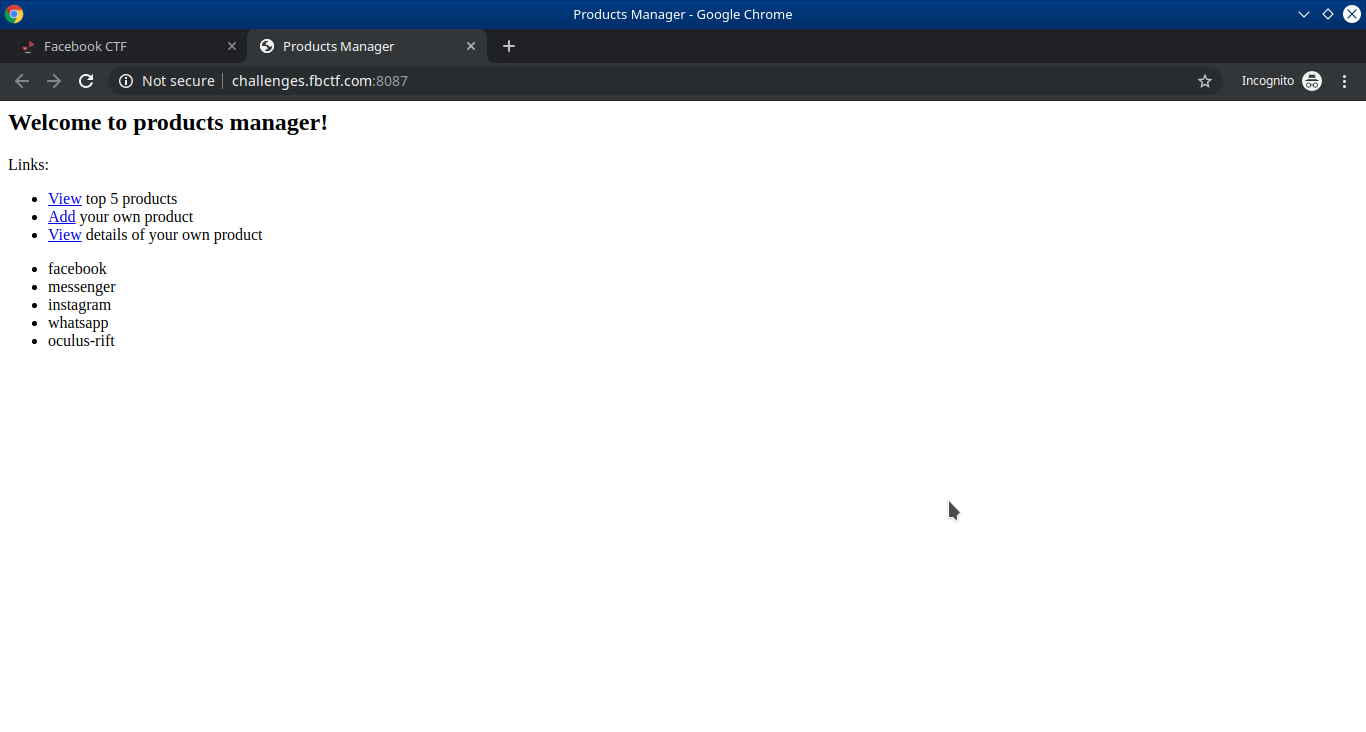 Products Manager - Google Chrome
Facebook CTF
Products Manager
Not secure challenges.fbctf.com:8087
Incognito
Welcome to products manager!
Links:
View top 5 products
Add your own product
View details of your own product
facebook
messenger
instagram
whatsapp
oculus-rift